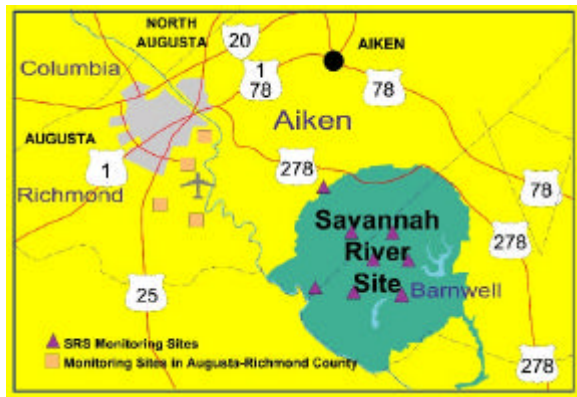 NORTH
AUGUSTA
20
AIKEN
Columbia
1
78
78
AUGUSTA
Aiken
1
278
Richmond
78
Savannah
River
Site
278
Barnwell
25
SRS Monitoring Sites
Monitoring Sites in Augusta-Richmond County
278